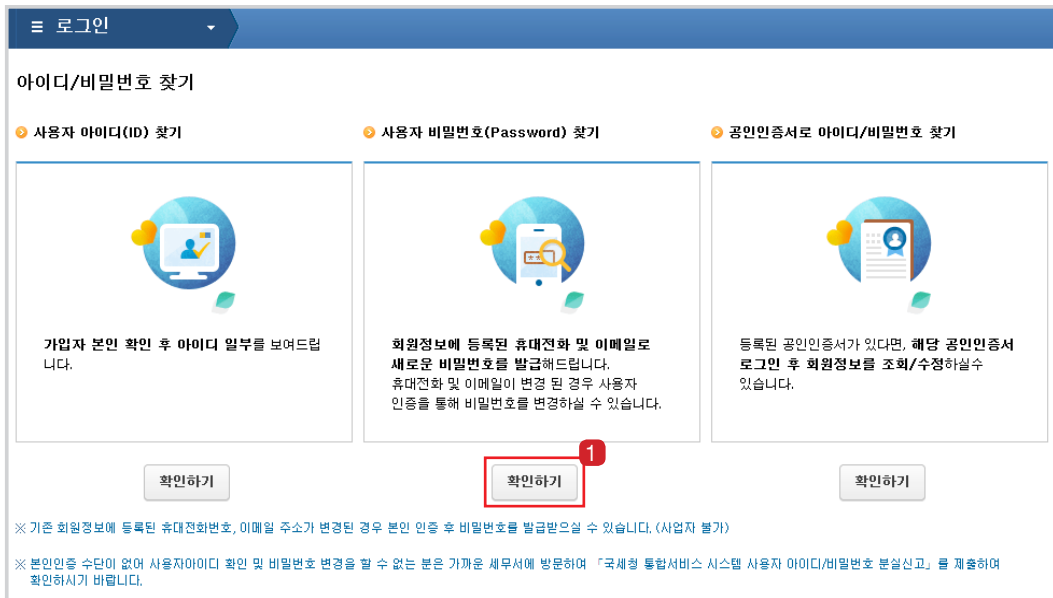 ≡ 로그인
아이디/비밀번호 찾기
사용자 아이디(ID) 찾기
가입자 본인 확인 후 아이디 일부를 보여드립
니다.
확인하기
사용자 비밀번호(Password) 찾기
**
회원정보에 등록된 휴대전화 및 이메일로
새로운 비밀번호를 발급해드립니다.
휴대전화 및 이메일이 변경 된 경우 사용자
인증을 통해 비밀번호를 변경하실 수 있습니다.
1
확인하기
공인인증서로 아이디/비밀번호 찾기
등록된 공인인증서가 있다면, 해당 공인인증서
로그인 후 회원정보를 조회/수정하실수
있습니다.
확인하기
※ 기존 회원정보에 등록된 휴대전화번호, 이메일 주소가 변경된 경우 본인 인증 후 비밀번호를 발급받으실 수 있습니다. (사업자 불가)
※ 본인인증 수단이 없어 사용자아이디 확인 및 비밀번호 변경을 할 수 없는 분은 가까운 세무서에 방문하여 「국세청 통합서비스 시스템 사용자 아이디/비밀번호 분실신고」를 제출하여
확인하시기 바랍니다.